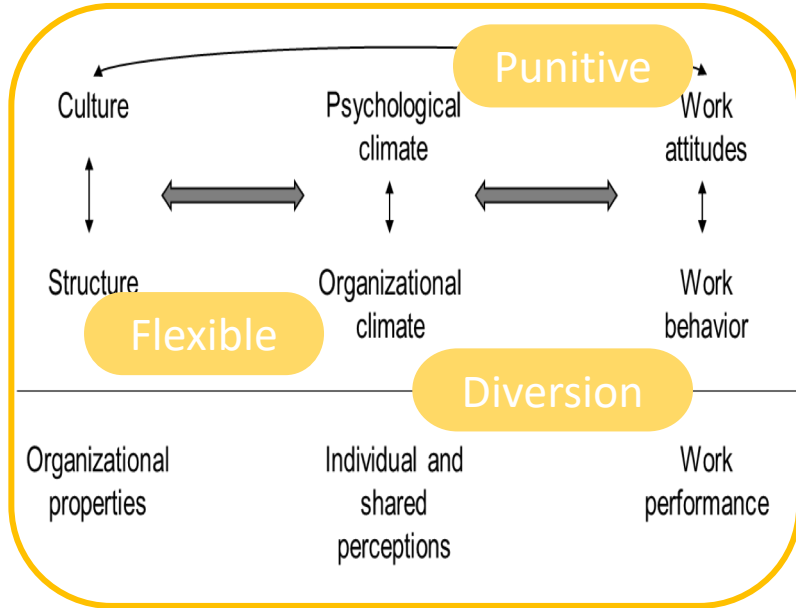 Punitive
Culture
Psychological
climate
Work
attitudes
Structure
Organizational
climate
Work
behavior
Flexible
Diversion
Organizational
properties
Individual and
shared
perceptions
Work
performance